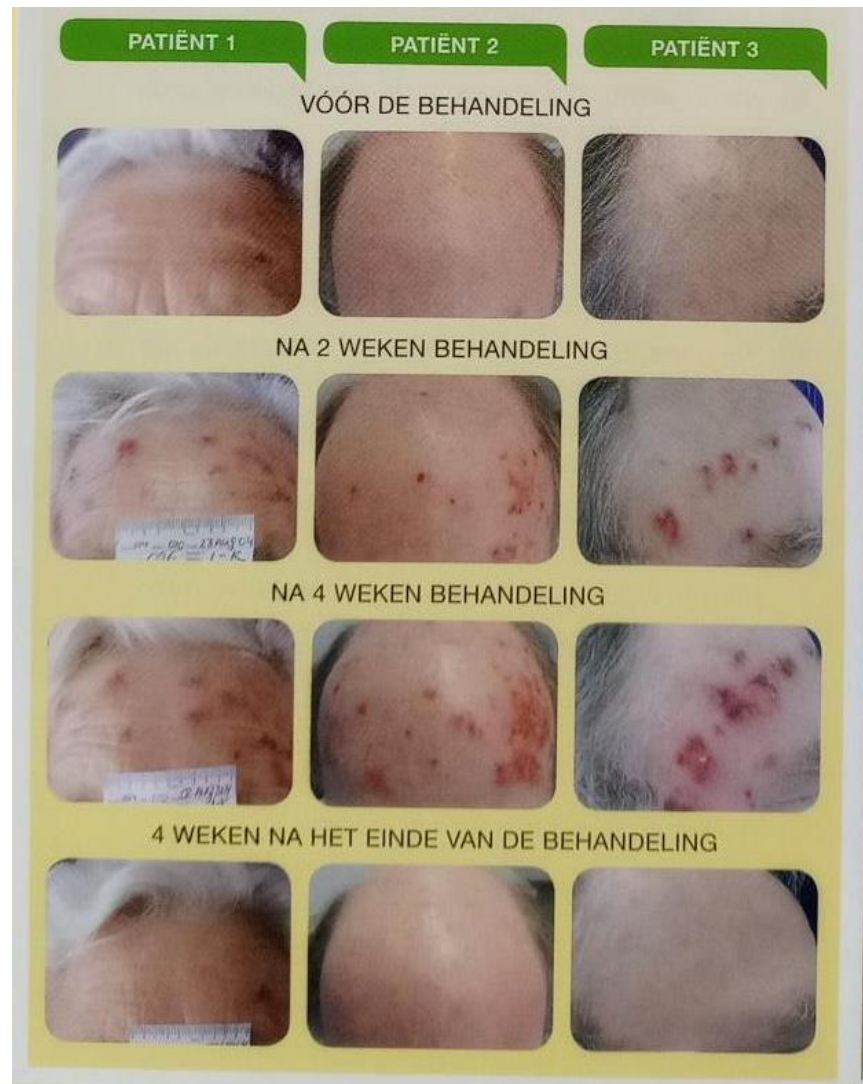 PATIËNT 1
PATIËNT 2
PATIËNT 3
VÓÓR DE BEHANDELING
NA 2 WEKEN BEHANDELING
NA 4 WEKEN BEHANDELING
4 WEKEN NA HET EINDE VAN DE BEHANDELING